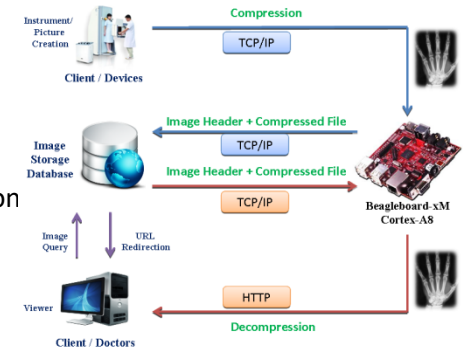 Compression
Instrument/
Picture
Creation
TCP/IP
Client / Devices
Image Header + Compressed File
TCP/IP
Image
Storage
Database
Image Header + Compressed File
TCP/IP
Beagleboard-xM
Cortex-A8
on
Image
Query
URL
Redirection
HTTP
Viewer
Decompression
Client / Doctors